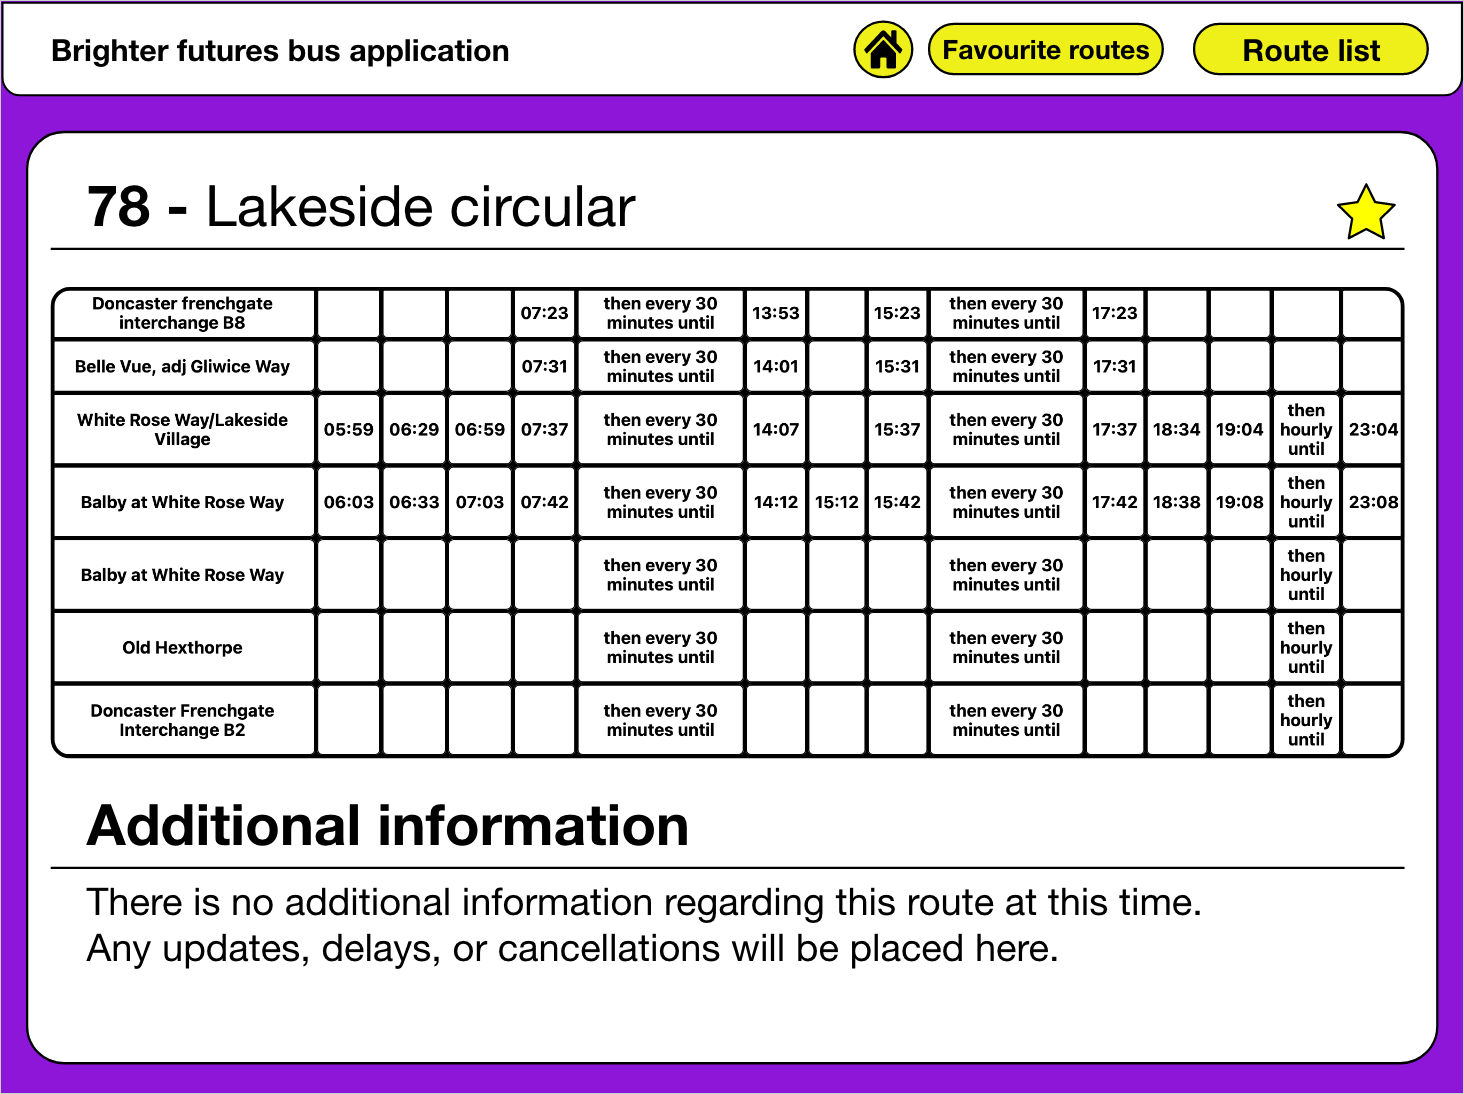 Brighter futures bus application
Favourite routes
Route list
78 - Lakeside circular
Doncaster frenchgate
interchange B8
07:23
then every 30
minutes until
13:53
15:23
then every 30
minutes until
17:23
Belle Vue, adj Gliwice Way
07:31
then every 30
minutes until
14:01
15:31
then every 30
minutes until
17:31
White Rose Way/Lakeside
Village
05:59
06:29
06:59
07:37
then every 30
minutes until
14:07
15:37
then every 30
minutes until
17:37
18:34
19:04
then
hourly
until
23:04
Balby at White Rose Way
06:03
06:33
07:03
07:42
then every 30
minutes until
14:12
15:12
15:42
then every 30
minutes until
17:42
18:38
19:08
then
hourly
until
23:08
Balby at White Rose Way
then every 30
minutes until
then every 30
minutes until
then
hourly
until
Old Hexthorpe
then every 30
minutes until
then every 30
minutes until
then
hourly
until
Doncaster Frenchgate
Interchange B2
then every 30
minutes until
then every 30
minutes until
then
hourly
until
Additional information
There is no additional information regarding this route at this time.
Any updates, delays, or cancellations will be placed here.